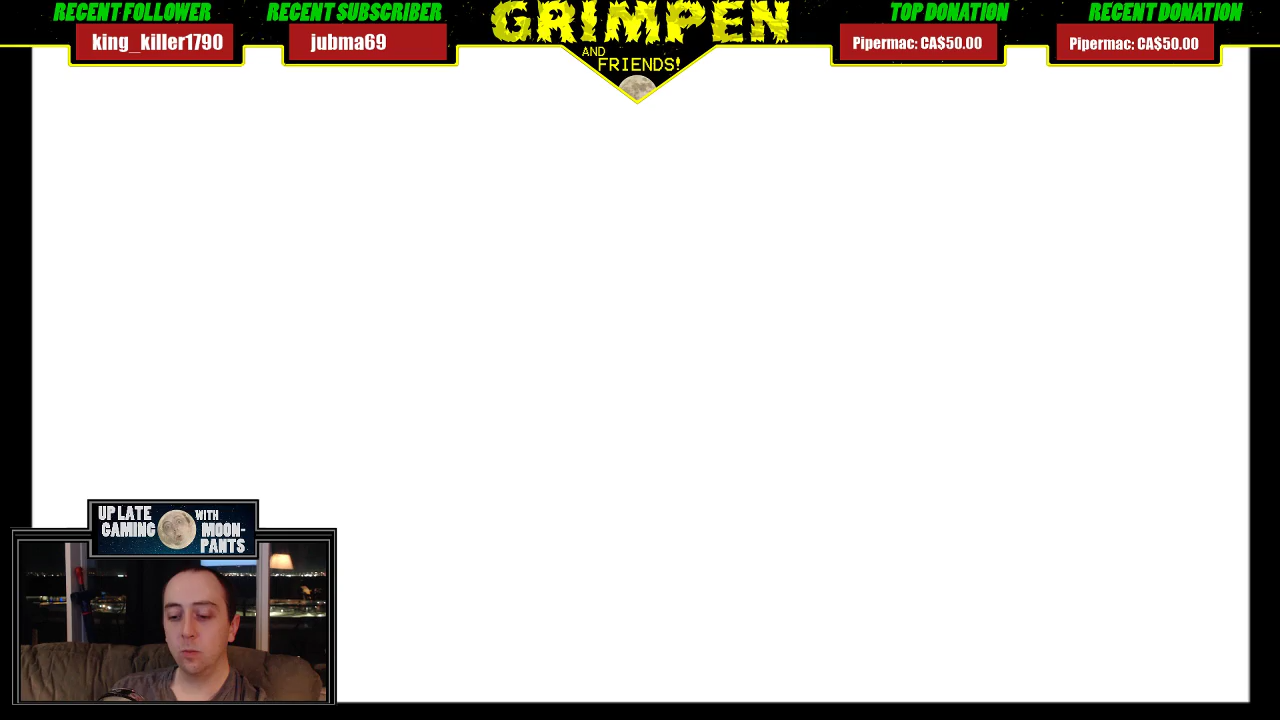 RECENT FOLLOWER
king_killer1790
RECENT SUBSCRIBER
jubma69
GRIMPEN
AND
FRIENDS!
TOP DONATION
Pipermac: CA$50.00
RECENT DONATION
Pipermac: CA$50.00
UP LATE
GAMING
WITH
MOON-
PANTS